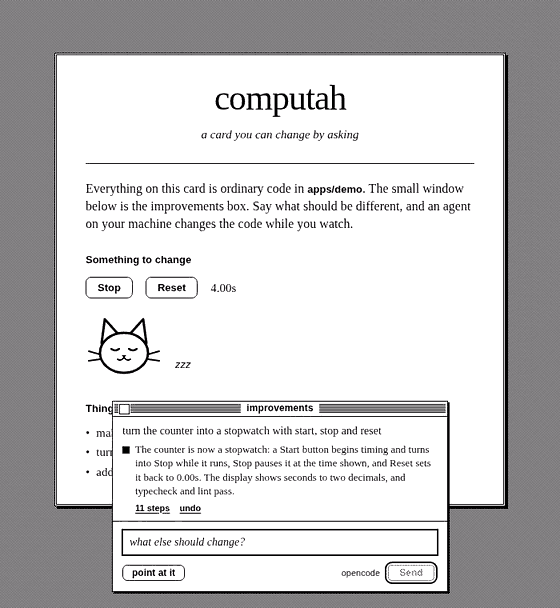 computah
a card you can change by asking
Everything on this card is ordinary code in apps/demo. The small window
below is the improvements box. Say what should be different, and an agent
on your machine changes the code while you watch.
Something to change
Stop Reset 4.00s
zzz
improvements
turn the counter into a stopwatch with start, stop and reset
The counter is now a stopwatch: a Start button begins timing and turns
into Stop while it runs, Stop pauses it at the time shown, and Reset sets
it back to 0.00s. The display shows seconds to two decimals, and
typecheck and lint pass.
11 steps undo
what else should change?
point at it opencode Send